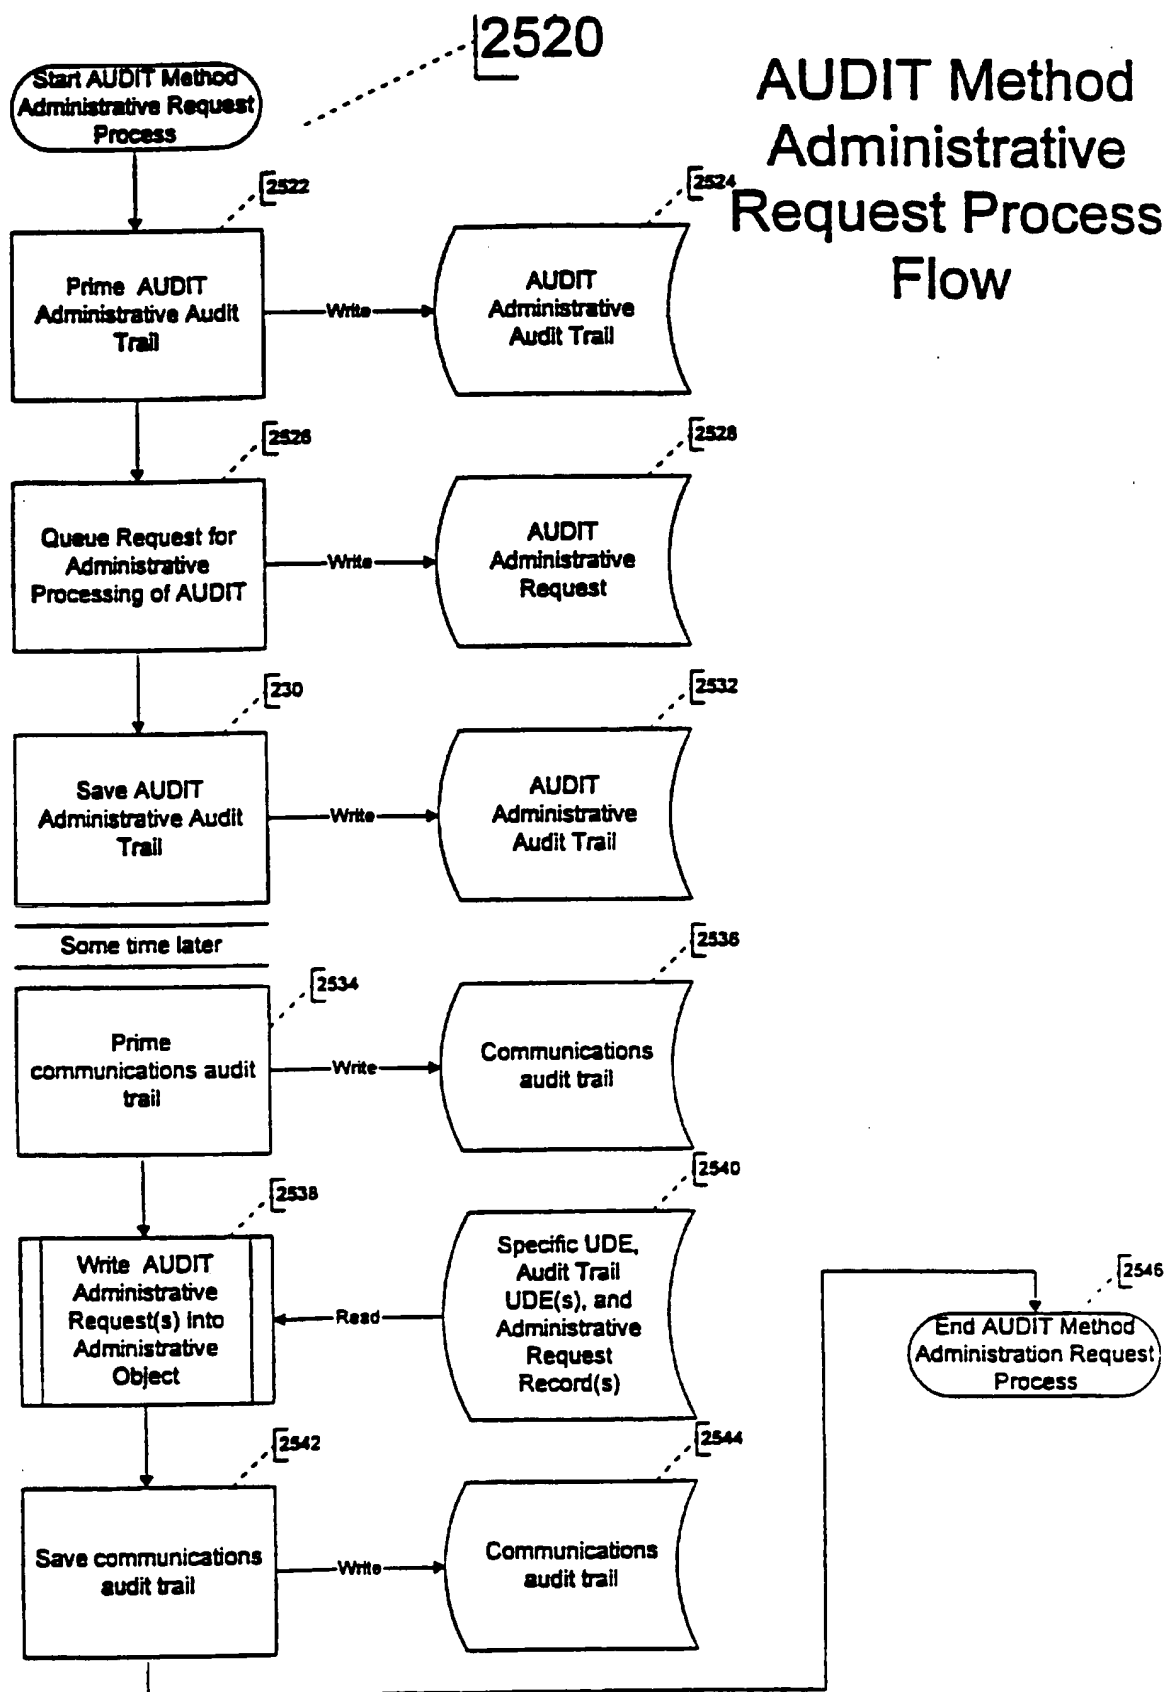 2520
AUDIT Method
Administrative
Request Process
Flow
Start AUDIT Method
Administrative Request
Process
2522
Prime AUDIT
Administrative Audit
Trail
Write
2524
AUDIT
Administrative
Audit Trail
2526
Queue Request for
Administrative
Processing of AUDIT
Write
2528
AUDIT
Administrative
Request
230
Save AUDIT
Administrative Audit
Trail
Write
2532
AUDIT
Administrative
Audit Trail
Some time later
2534
Prime
communications audit
trail
Write
2536
Communications
audit trail
2538
Write AUDIT
Administrative
Request(s) into
Administrative
Object
Read
2540
Specific UDE,
Audit Trail
UDE(s), and
Administrative
Request
Record(s)
2542
Save communications
audit trail
Write
2544
Communications
audit trail
2546
End AUDIT Method
Administration Request
Process